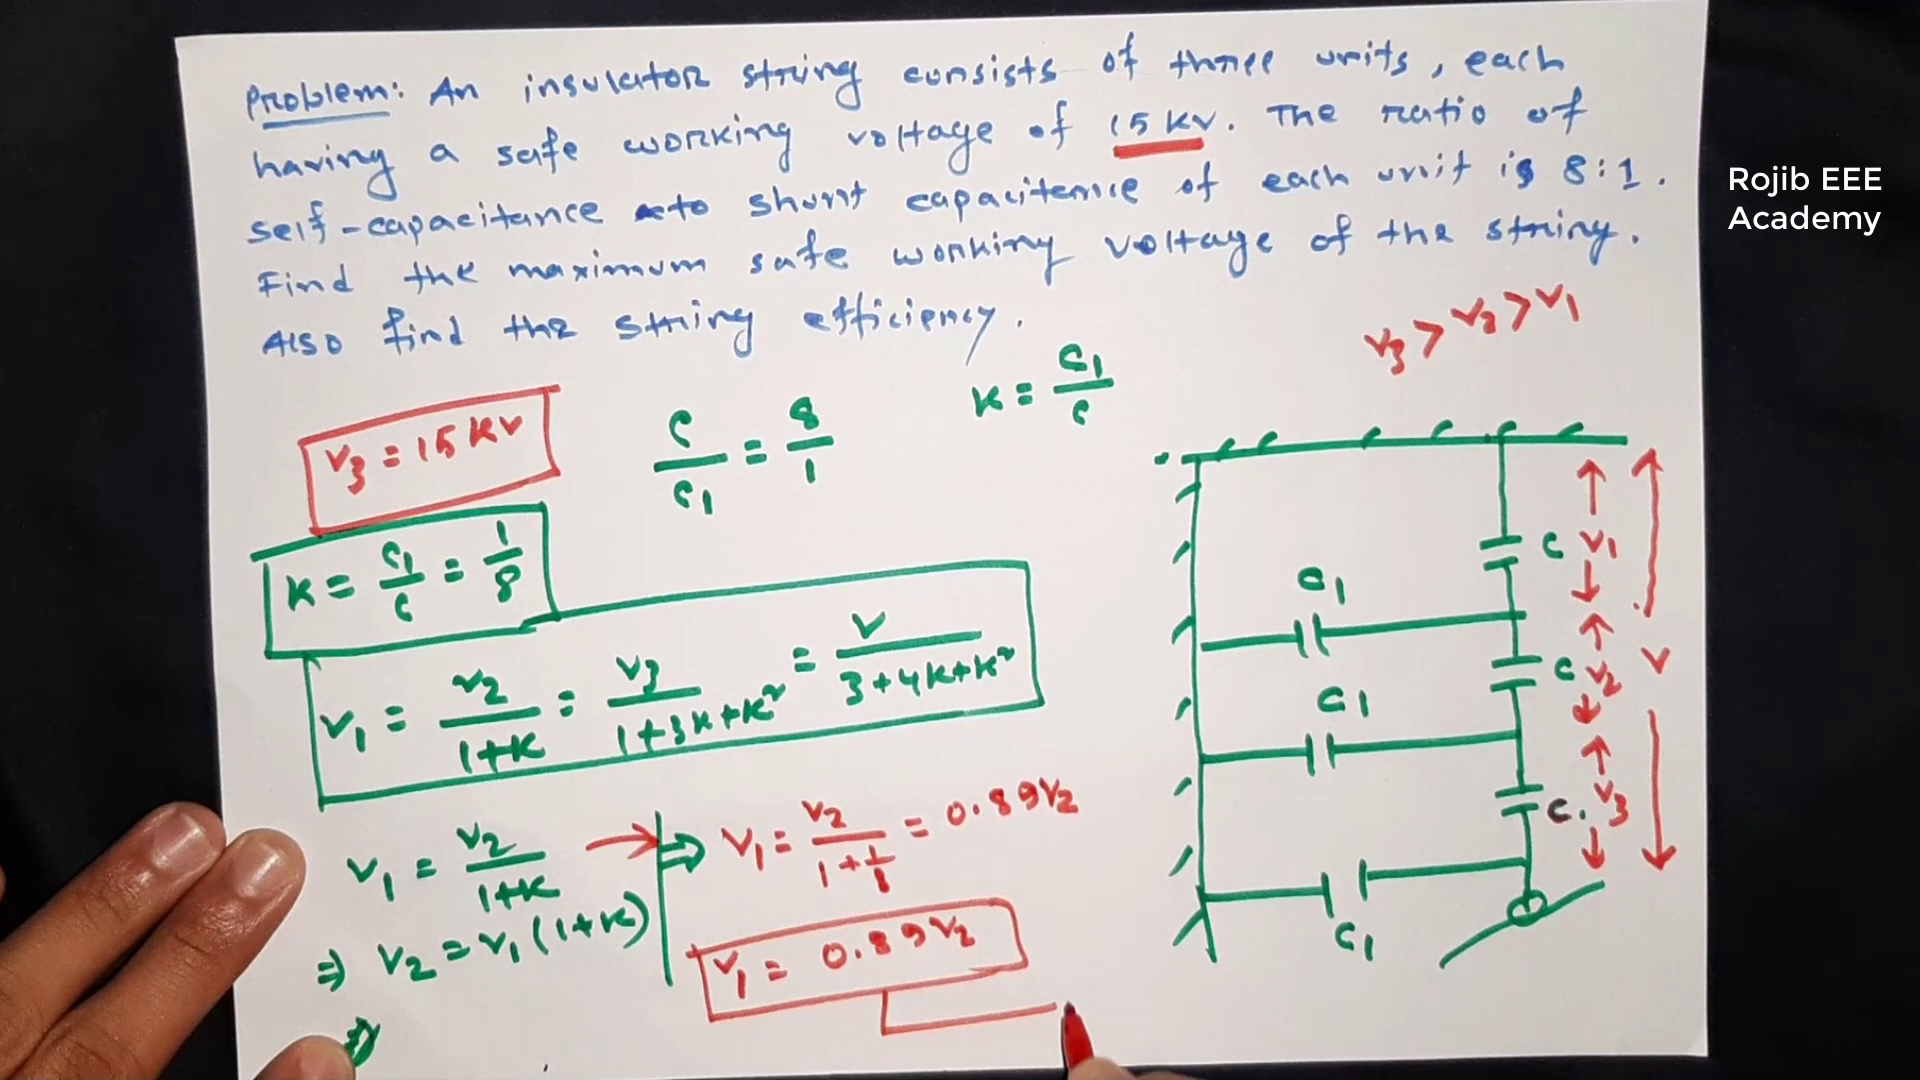 Problem: An insulator string consists of three units, each
having a safe working voltage of 15 kv. The ratio of
self-capacitance to shunt capacitance of each unit is 8:1.
Find the maximum safe working voltage of the string.
Also find the string efficiency.
Rojib EEE
Academy
V3 > V2 > V1
V3 = 15 kv
C/C1 = 8/1
K = C1/C
K = C1/C = 1/8
V1 = V2/(1+K) = V3/(1+3K+K²) = V/(3+4K+K²)
V1 = V2/(1+K)
⇒ V2 = V1(1+K)
⇒ V1 = V2/(1+1/8) = 0.89V2
V1 = 0.89V2
C V1
C1
C V2 V
C1
C. V3
C1